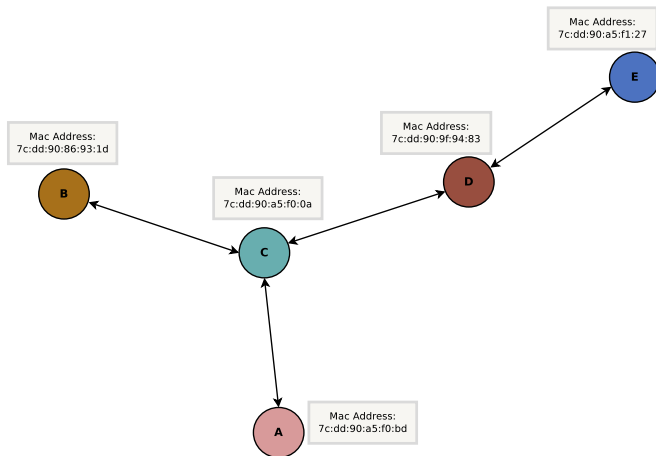 Mac Address:
7c:dd:90:a5:f1:27
E
Mac Address:
7c:dd:90:9f:94:83
D
Mac Address:
7c:dd:90:86:93:1d
B
Mac Address:
7c:dd:90:a5:f0:0a
C
A
Mac Address:
7c:dd:90:a5:f0:bd